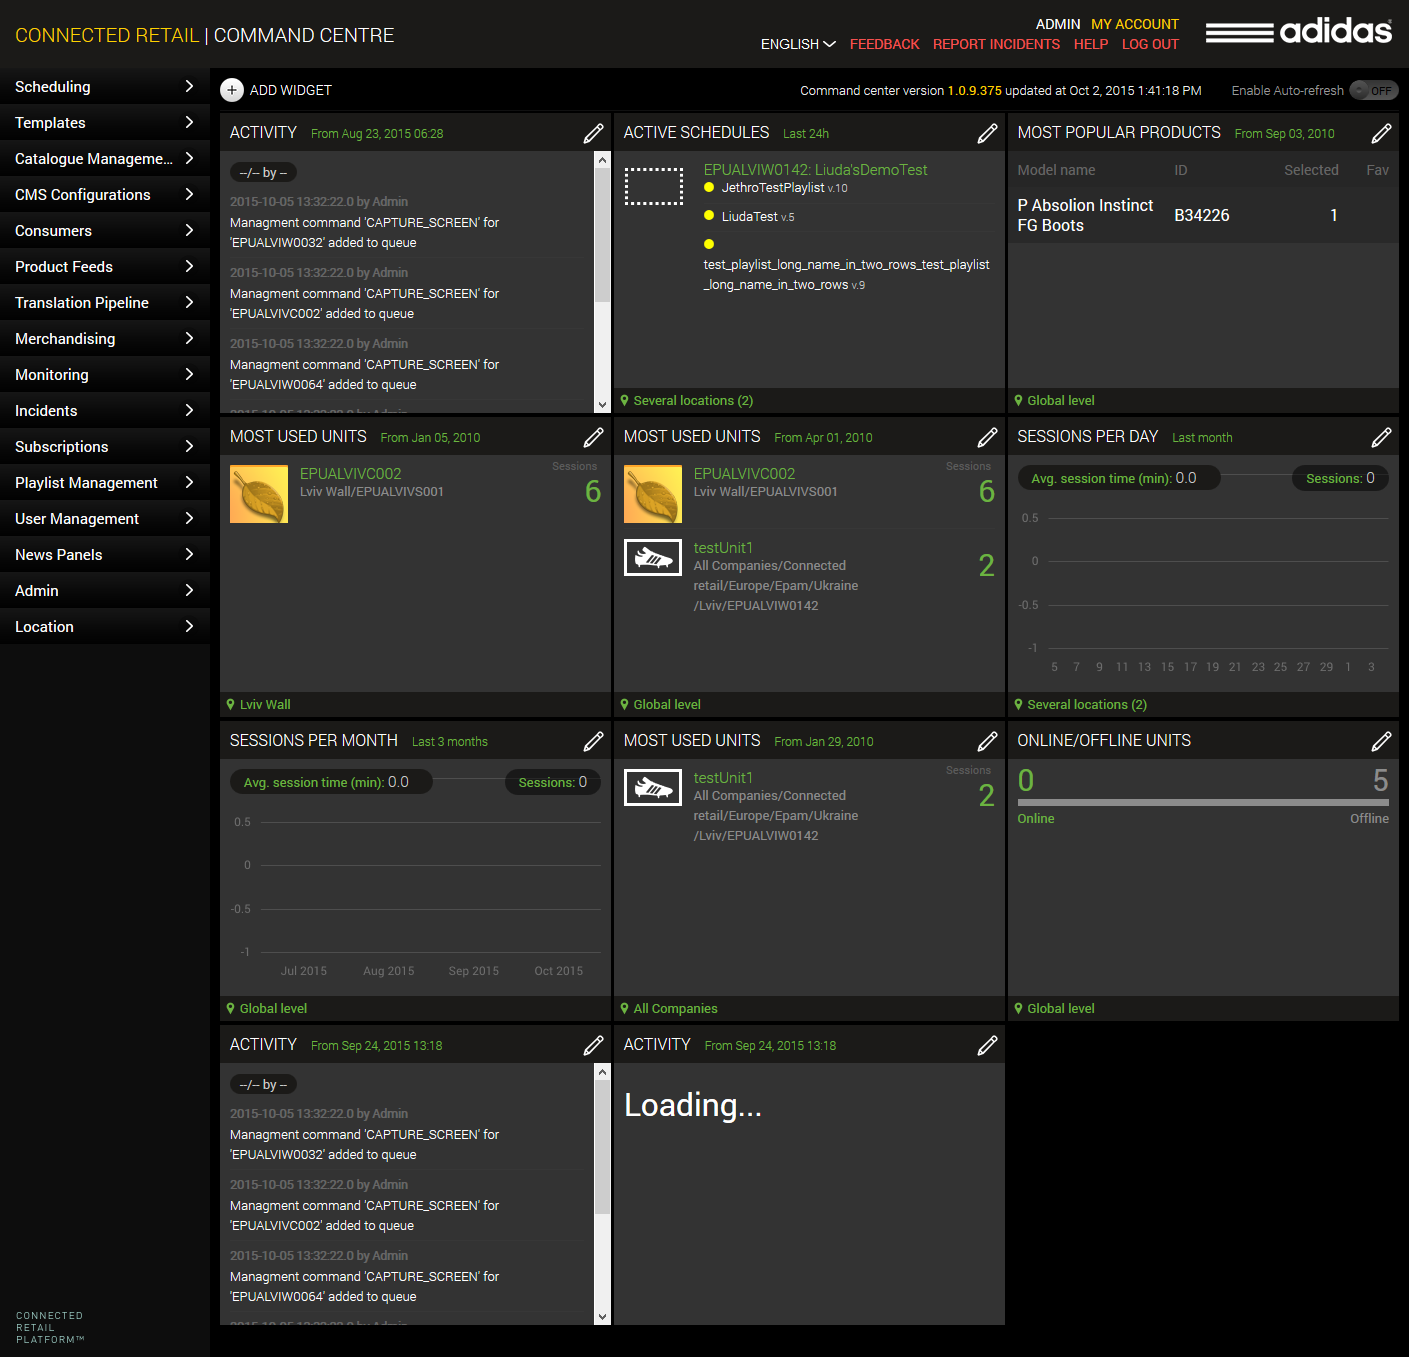 CONNECTED RETAIL | COMMAND CENTRE
ADMIN MY ACCOUNT
ENGLISH FEEDBACK REPORT INCIDENTS HELP LOG OUT
adidas
Scheduling
Templates
Catalogue Manageme...
CMS Configurations
Consumers
Product Feeds
Translation Pipeline
Merchandising
Monitoring
Incidents
Subscriptions
Playlist Management
User Management
News Panels
Admin
Location
CONNECTED
RETAIL
PLATFORM™
ADD WIDGET
Command center version 1.0.9.375 updated at Oct 2, 2015 1:41:18 PM
Enable Auto-refresh OFF
ACTIVITY From Aug 23, 2015 06:28
--/-- by --
2015-10-05 13:32:22.0 by Admin
Managment command 'CAPTURE_SCREEN' for
'EPUALVIW0032' added to queue
2015-10-05 13:32:22.0 by Admin
Managment command 'CAPTURE_SCREEN' for
'EPUALVIVC002' added to queue
2015-10-05 13:32:22.0 by Admin
Managment command 'CAPTURE_SCREEN' for
'EPUALVIW0064' added to queue
ACTIVE SCHEDULES Last 24h
EPUALVIW0142: Liuda'sDemoTest
JethroTestPlaylist v.10
LiudaTest v.5
test_playlist_long_name_in_two_rows_test_playlist
_long_name_in_two_rows v.9
Several locations (2)
MOST POPULAR PRODUCTS From Sep 03, 2010
Model name ID Selected Fav
P Absolion Instinct
FG Boots B34226 1
Global level
MOST USED UNITS From Jan 05, 2010
Sessions
EPUALVIVC002
Lviv Wall/EPUALVIVS001
6
Lviv Wall
MOST USED UNITS From Apr 01, 2010
Sessions
EPUALVIVC002
Lviv Wall/EPUALVIVS001
6
testUnit1
All Companies/Connected
retail/Europe/Epam/Ukraine
/Lviv/EPUALVIW0142
2
Global level
SESSIONS PER DAY Last month
Avg. session time (min): 0.0 Sessions: 0
0.5
0
-0.5
-1
5 7 9 11 13 15 17 19 21 23 25 27 29 1 3
Several locations (2)
SESSIONS PER MONTH Last 3 months
Avg. session time (min): 0.0 Sessions: 0
0.5
0
-0.5
-1
Jul 2015 Aug 2015 Sep 2015 Oct 2015
Global level
MOST USED UNITS From Jan 29, 2010
Sessions
testUnit1
All Companies/Connected
retail/Europe/Epam/Ukraine
/Lviv/EPUALVIW0142
2
All Companies
ONLINE/OFFLINE UNITS
0 5
Online Offline
Global level
ACTIVITY From Sep 24, 2015 13:18
--/-- by --
2015-10-05 13:32:22.0 by Admin
Managment command 'CAPTURE_SCREEN' for
'EPUALVIW0032' added to queue
2015-10-05 13:32:22.0 by Admin
Managment command 'CAPTURE_SCREEN' for
'EPUALVIVC002' added to queue
2015-10-05 13:32:22.0 by Admin
Managment command 'CAPTURE_SCREEN' for
'EPUALVIW0064' added to queue
ACTIVITY From Sep 24, 2015 13:18
Loading...